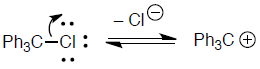 Ph₃C–Cl : – Cl⊖ Ph₃C⊕